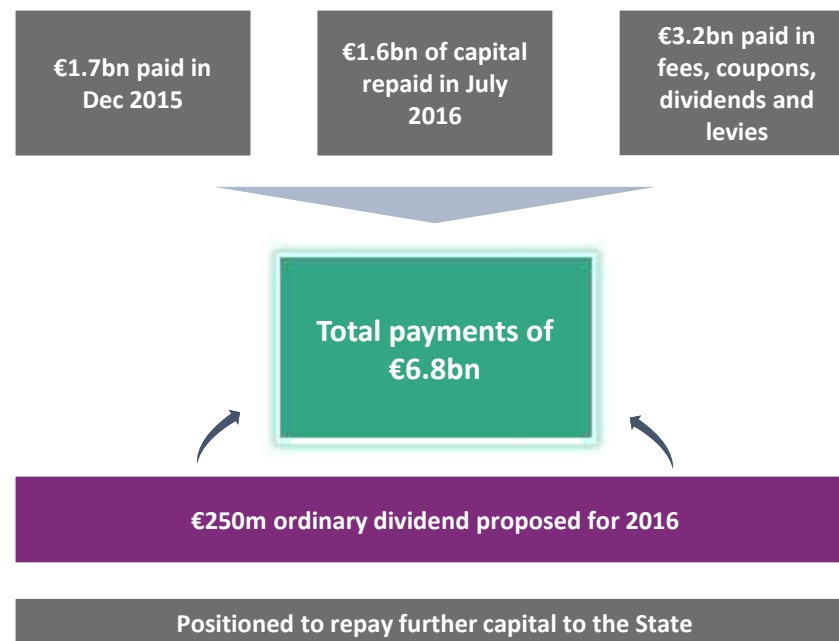 €1.7bn paid in
Dec 2015
€1.6bn of capital
repaid in July
2016
€3.2bn paid in
fees, coupons,
dividends and
levies
Total payments of
€6.8bn
€250m ordinary dividend proposed for 2016
Positioned to repay further capital to the State